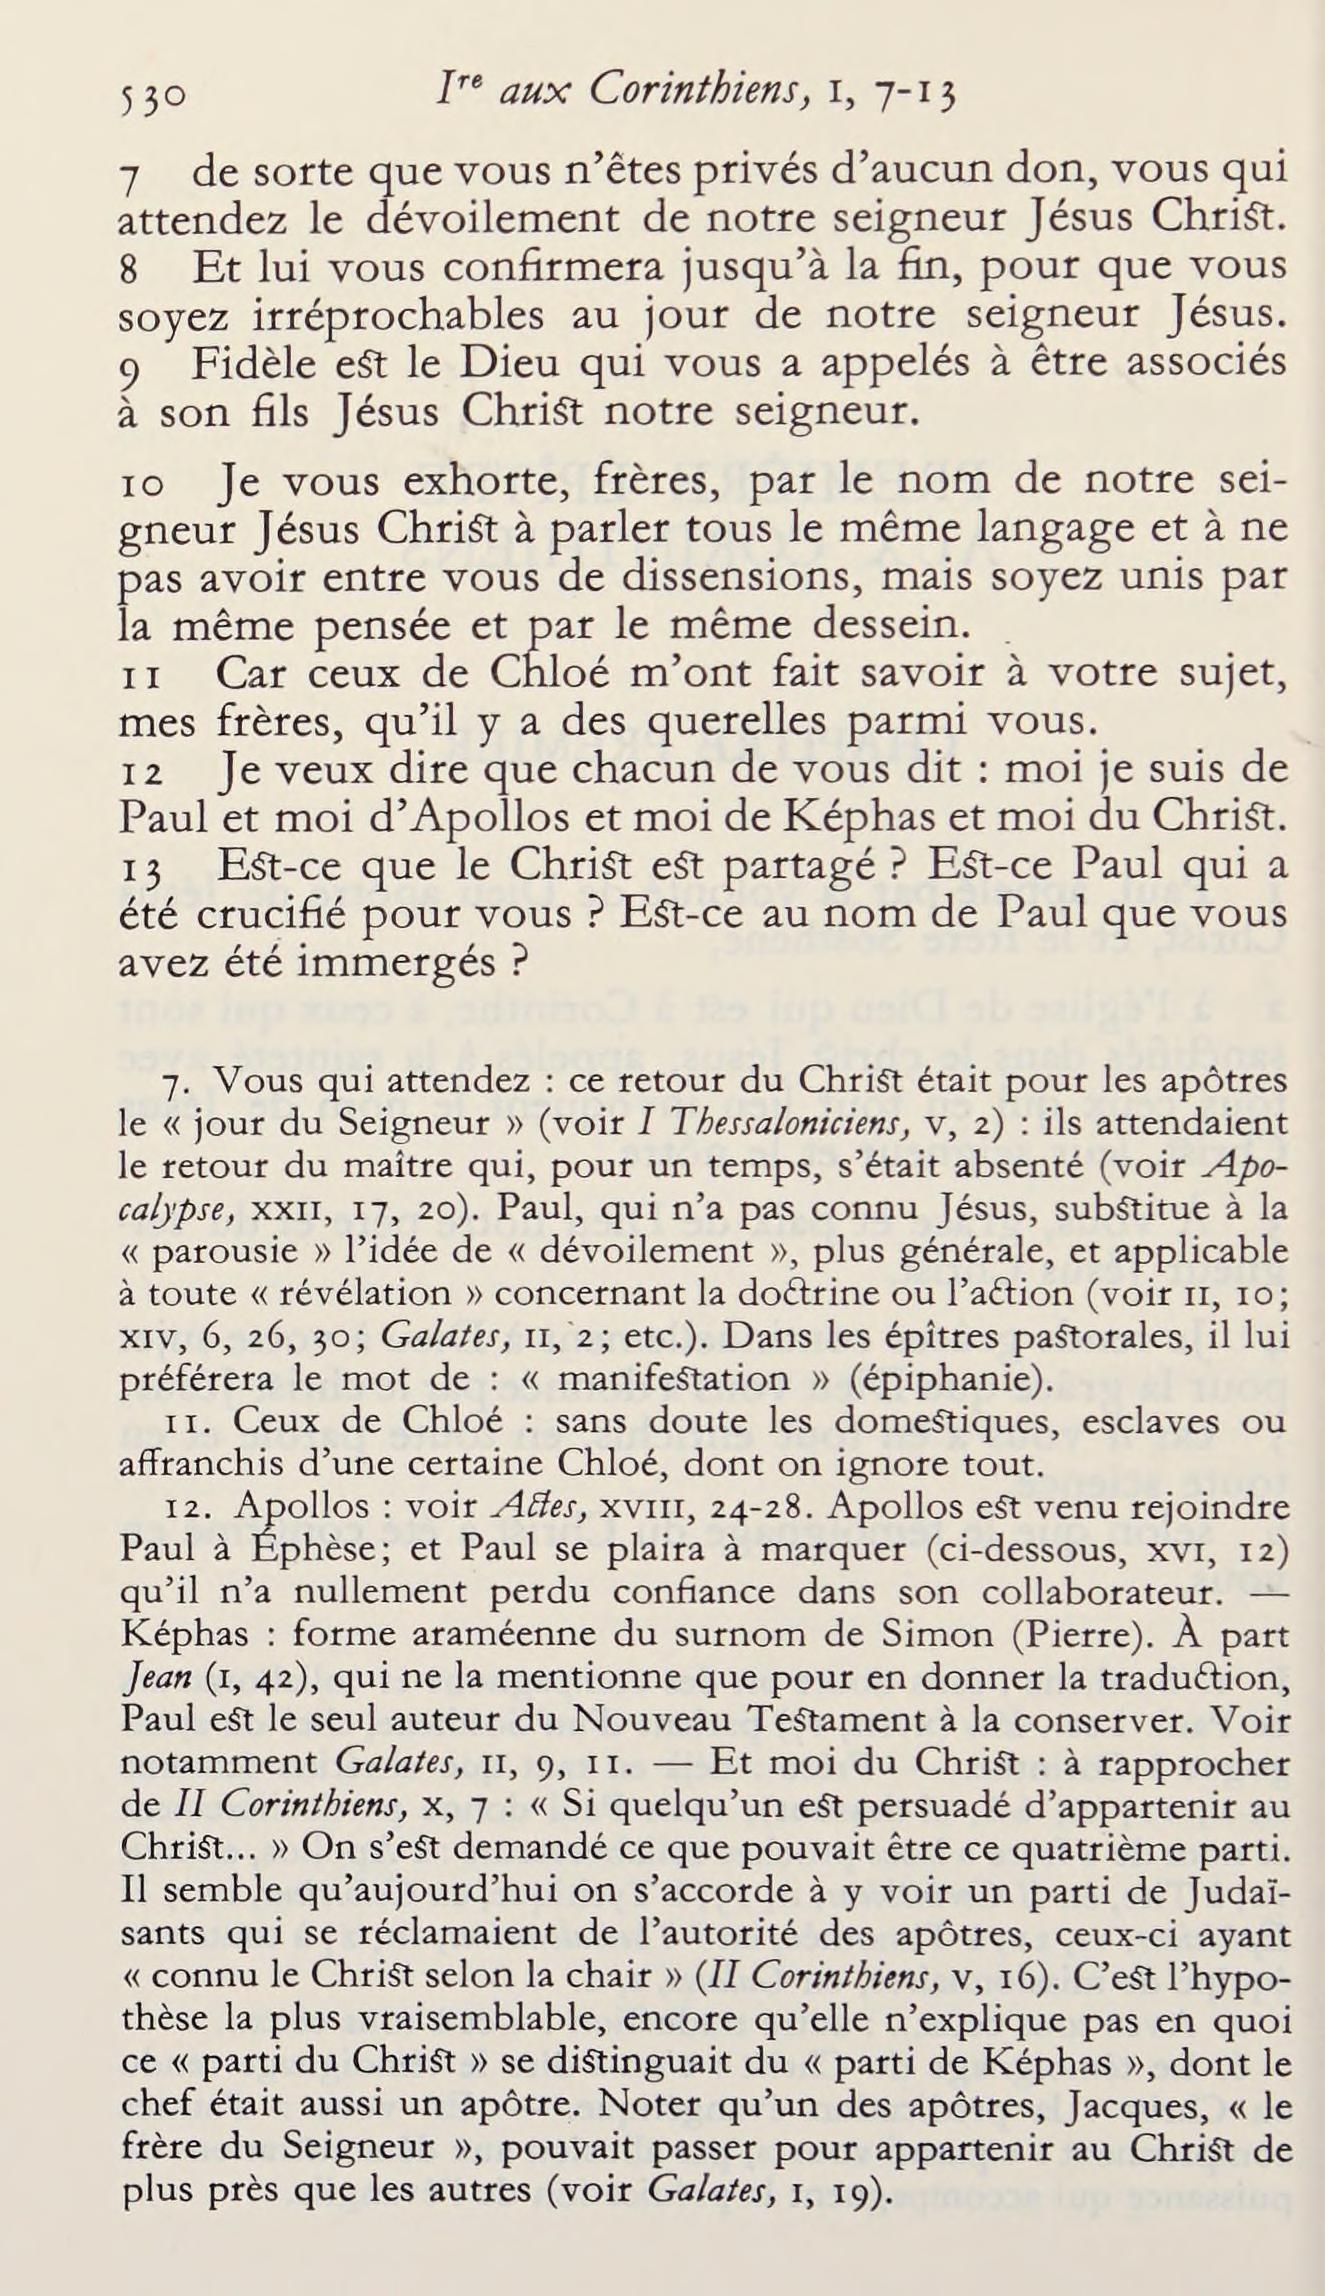 530
Iʳᵉ aux Corinthiens, I, 7-13
7 de sorte que vous n’êtes privés d’aucun don, vous qui
attendez le dévoilement de notre seigneur Jésus Christ.
8 Et lui vous confirmera jusqu’à la fin, pour que vous
soyez irréprochables au jour de notre seigneur Jésus.
9 Fidèle est le Dieu qui vous a appelés à être associés
à son fils Jésus Christ notre seigneur.
10 Je vous exhorte, frères, par le nom de notre sei-
gneur Jésus Christ à parler tous le même langage et à ne
pas avoir entre vous de dissensions, mais soyez unis par
la même pensée et par le même dessein.
11 Car ceux de Chloé m’ont fait savoir à votre sujet,
mes frères, qu’il y a des querelles parmi vous.
12 Je veux dire que chacun de vous dit : moi je suis de
Paul et moi d’Apollos et moi de Képhas et moi du Christ.
13 Est-ce que le Christ est partagé ? Est-ce Paul qui a
été crucifié pour vous ? Est-ce au nom de Paul que vous
avez été immergés ?
7. Vous qui attendez : ce retour du Christ était pour les apôtres
le « jour du Seigneur » (voir I Thessaloniciens, V, 2) : ils attendaient
le retour du maître qui, pour un temps, s’était absenté (voir Apo-
calypse, XXII, 17, 20). Paul, qui n’a pas connu Jésus, substitue à la
« parousie » l’idée de « dévoilement », plus générale, et applicable
à toute « révélation » concernant la doctrine ou l’action (voir II, 10;
XIV, 6, 26, 30; Galates, II, 2; etc.). Dans les épîtres pastorales, il lui
préférera le mot de : « manifestation » (épiphanie).
11. Ceux de Chloé : sans doute les domestiques, esclaves ou
affranchis d’une certaine Chloé, dont on ignore tout.
12. Apollos : voir Actes, XVIII, 24-28. Apollos est venu rejoindre
Paul à Éphèse; et Paul se plaira à marquer (ci-dessous, XVI, 12)
qu’il n’a nullement perdu confiance dans son collaborateur. —
Képhas : forme araméenne du surnom de Simon (Pierre). À part
Jean (I, 42), qui ne la mentionne que pour en donner la traduction,
Paul est le seul auteur du Nouveau Testament à la conserver. Voir
notamment Galates, II, 9, 11. — Et moi du Christ : à rapprocher
de II Corinthiens, X, 7 : « Si quelqu’un est persuadé d’appartenir au
Christ... » On s’est demandé ce que pouvait être ce quatrième parti.
Il semble qu’aujourd’hui on s’accorde à y voir un parti de Judaï-
sants qui se réclamaient de l’autorité des apôtres, ceux-ci ayant
« connu le Christ selon la chair » (II Corinthiens, V, 16). C’est l’hypo-
thèse la plus vraisemblable, encore qu’elle n’explique pas en quoi
ce « parti du Christ » se distinguait du « parti de Képhas », dont le
chef était aussi un apôtre. Noter qu’un des apôtres, Jacques, « le
frère du Seigneur », pouvait passer pour appartenir au Christ de
plus près que les autres (voir Galates, I, 19).